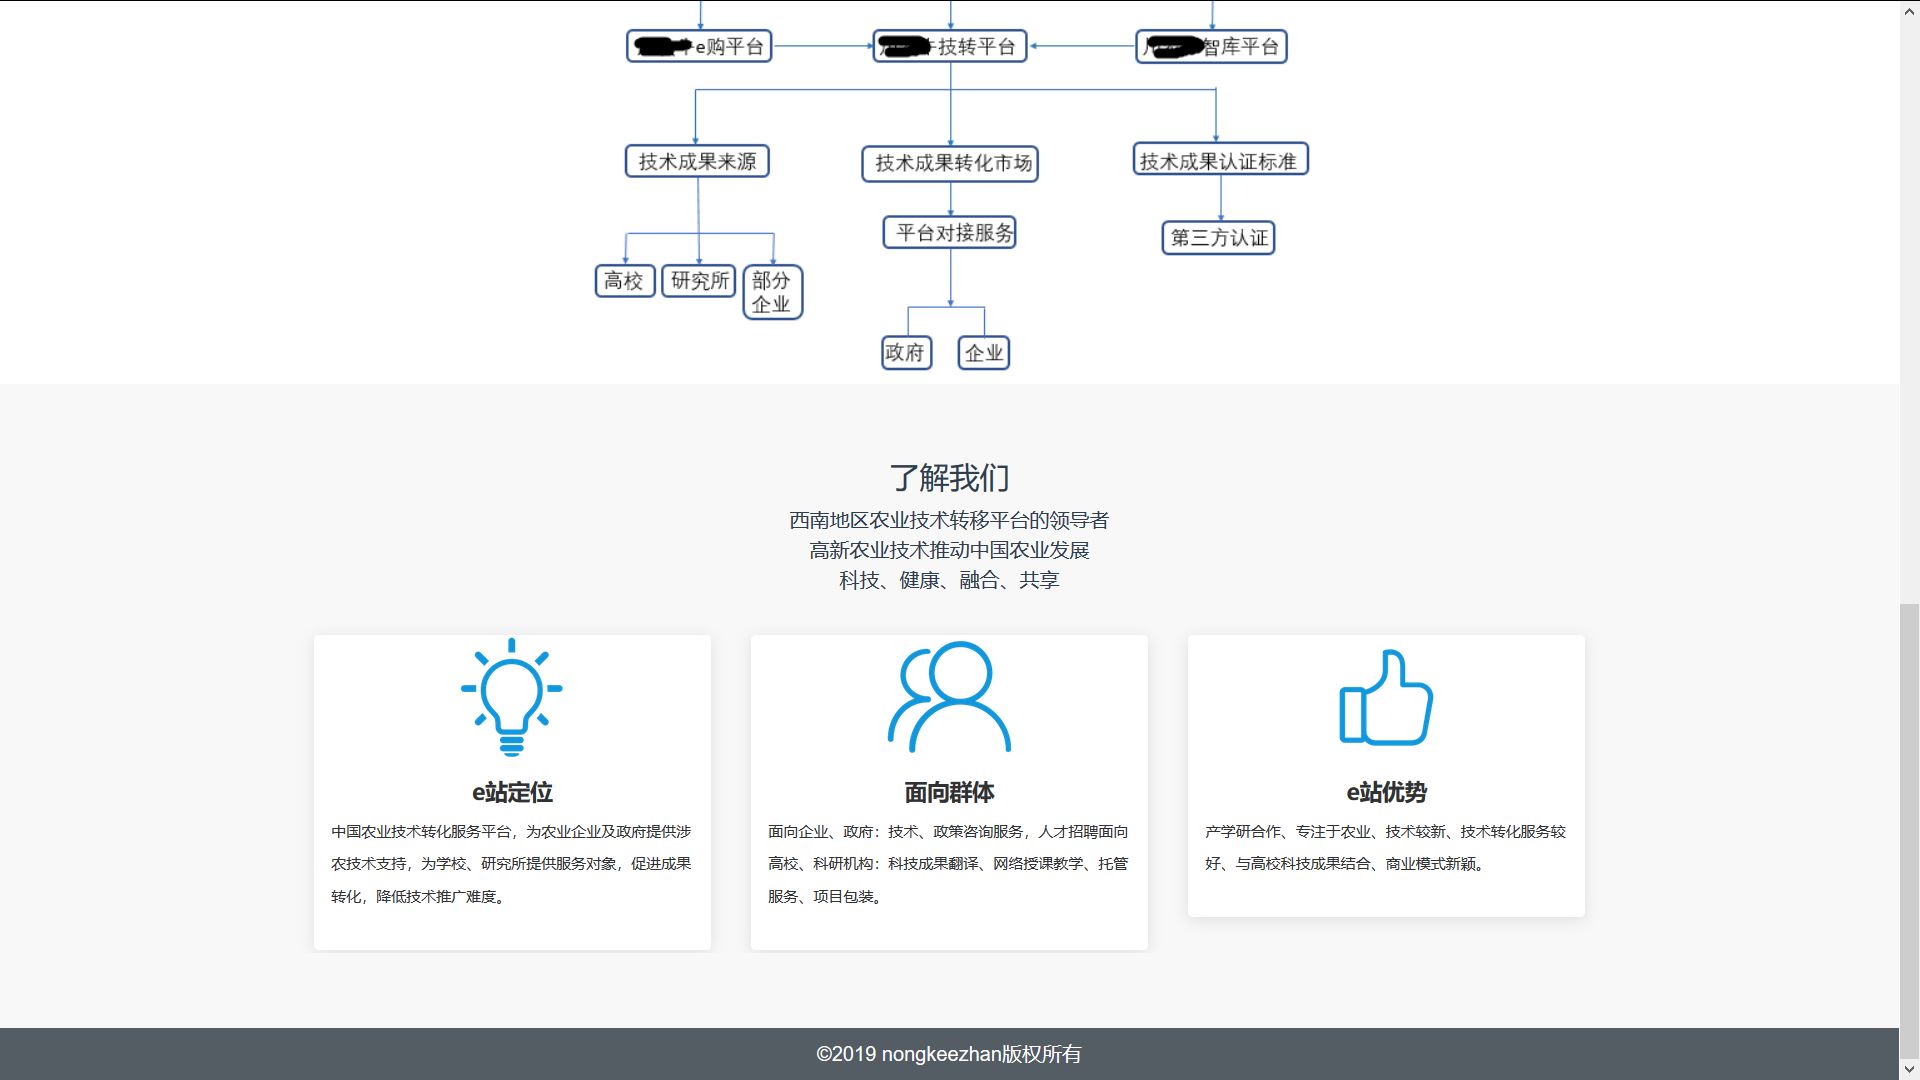 e购平台
技转平台
智库平台
技术成果来源
技术成果转化市场
技术成果认证标准
平台对接服务
第三方认证
高校
研究所
部分
企业
政府
企业
了解我们
西南地区农业技术转移平台的领导者
高新农业技术推动中国农业发展
科技、健康、融合、共享
e站定位
中国农业技术转化服务平台，为农业企业及政府提供涉
农技术支持，为学校、研究所提供服务对象，促进成果
转化，降低技术推广难度。
面向群体
面向企业、政府：技术、政策咨询服务，人才招聘面向
高校、科研机构：科技成果翻译、网络授课教学、托管
服务、项目包装。
e站优势
产学研合作、专注于农业、技术较新、技术转化服务较
好、与高校科技成果结合、商业模式新颖。
©2019 nongkeezhan版权所有